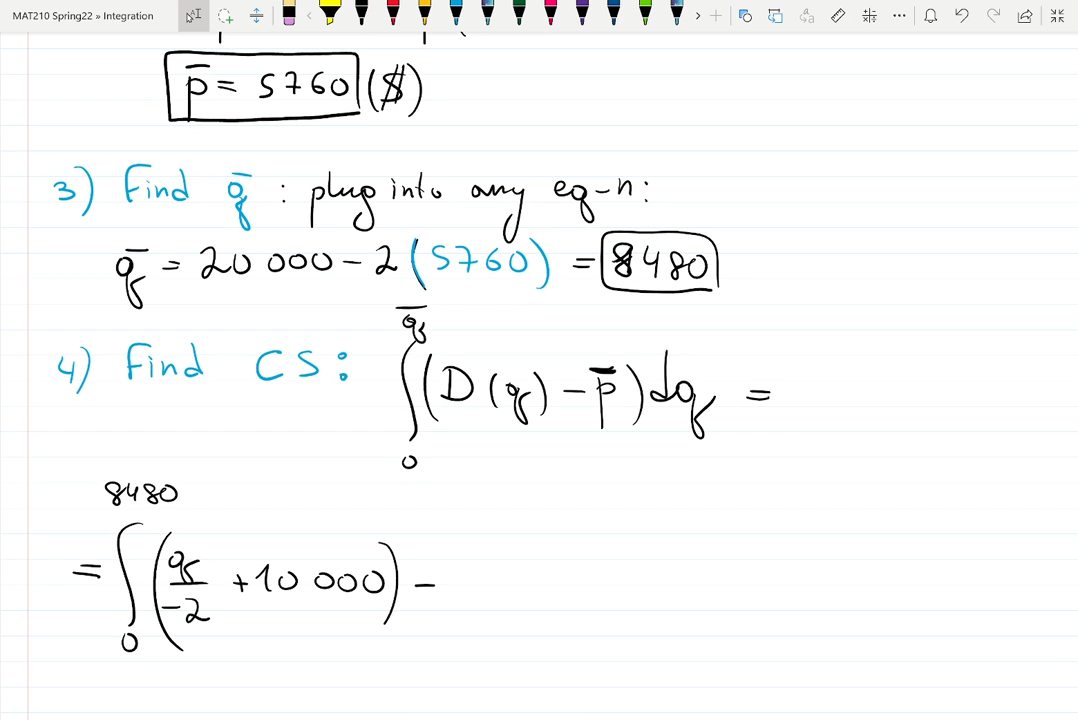 MAT210 Spring22 » Integration
p̅ = 5760 ($)
3) Find q̅ : plug into any eq-n:
q̅ = 20 000 - 2 (5760) = 8480
4) Find CS: ∫₀^q̅ (D(q) - p̅) dq =
= ∫₀^8480 (q/-2 + 10 000) -